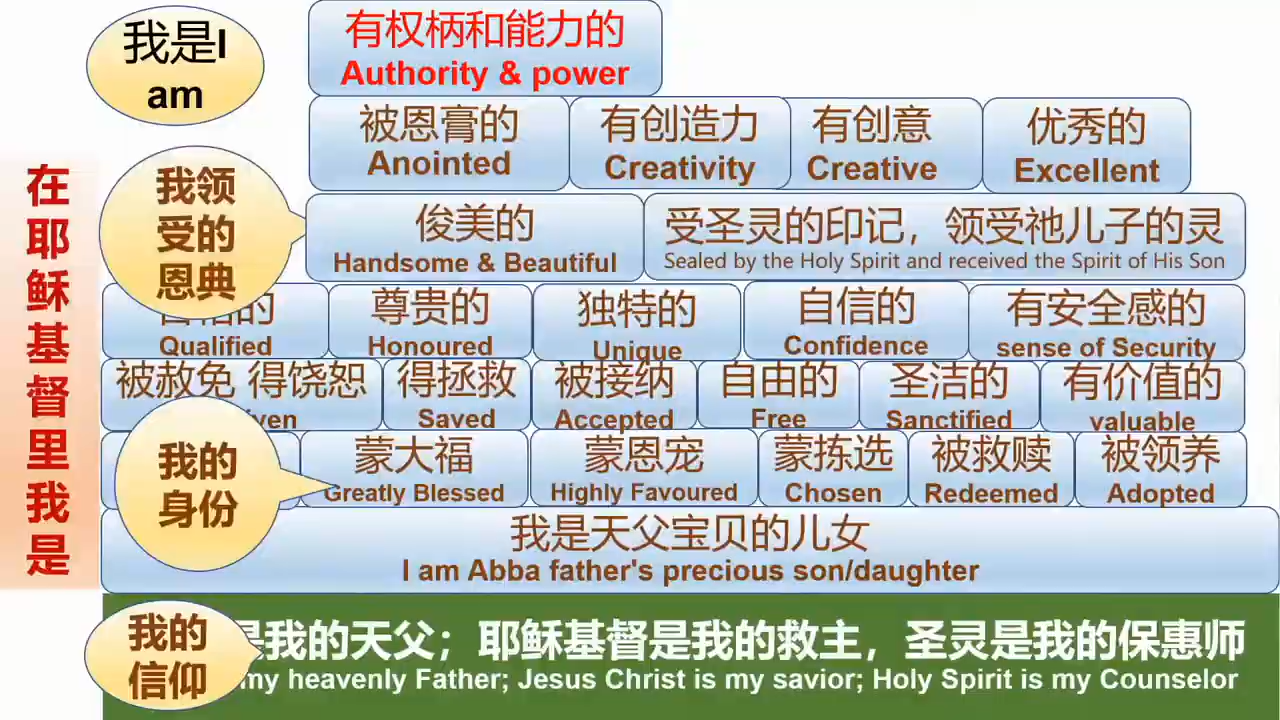 我是I
am
有权柄和能力的
Authority & power
被恩膏的
Anointed
有创造力
Creativity
有创意
Creative
优秀的
Excellent
在耶稣基督里我是
我领
受的
恩典
俊美的
Handsome & Beautiful
受圣灵的印记，领受祂儿子的灵
Sealed by the Holy Spirit and received the Spirit of His Son
的
Qualified
尊贵的
Honoured
独特的
Unique
自信的
Confidence
有安全感的
sense of Security
被赦免 得饶恕
得拯救
Saved
被接纳
Accepted
自由的
Free
圣洁的
Sanctified
有价值的
valuable
我的
身份
蒙大福
Greatly Blessed
蒙恩宠
Highly Favoured
蒙拣选
Chosen
被救赎
Redeemed
被领养
Adopted
我是天父宝贝的儿女
I am Abba father's precious son/daughter
我的
信仰
是我的天父；耶稣基督是我的救主，圣灵是我的保惠师
my heavenly Father; Jesus Christ is my savior; Holy Spirit is my Counselor